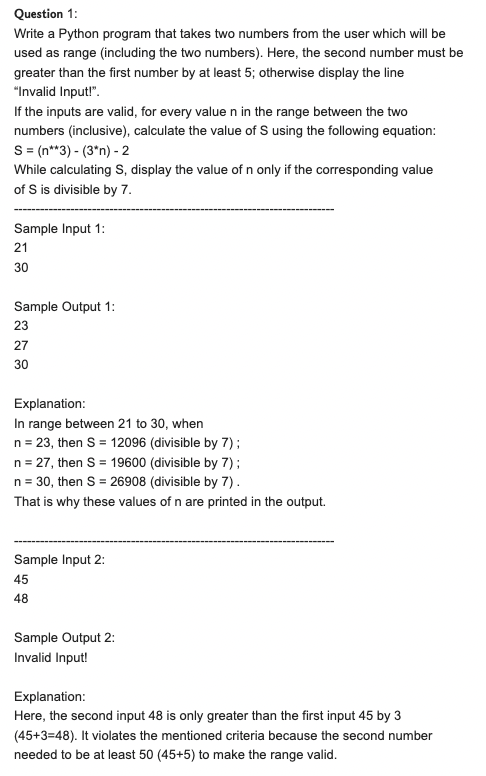 Question 1:
Write a Python program that takes two numbers from the user which will be
used as range (including the two numbers). Here, the second number must be
greater than the first number by at least 5; otherwise display the line
“Invalid Input!”.
If the inputs are valid, for every value n in the range between the two
numbers (inclusive), calculate the value of S using the following equation:
S = (n**3) - (3*n) - 2
While calculating S, display the value of n only if the corresponding value
of S is divisible by 7.
--------------------------------------------------------------------------
Sample Input 1:
21
30
Sample Output 1:
23
27
30
Explanation:
In range between 21 to 30, when
n = 23, then S = 12096 (divisible by 7) ;
n = 27, then S = 19600 (divisible by 7) ;
n = 30, then S = 26908 (divisible by 7) .
That is why these values of n are printed in the output.
--------------------------------------------------------------------------
Sample Input 2:
45
48
Sample Output 2:
Invalid Input!
Explanation:
Here, the second input 48 is only greater than the first input 45 by 3
(45+3=48). It violates the mentioned criteria because the second number
needed to be at least 50 (45+5) to make the range valid.